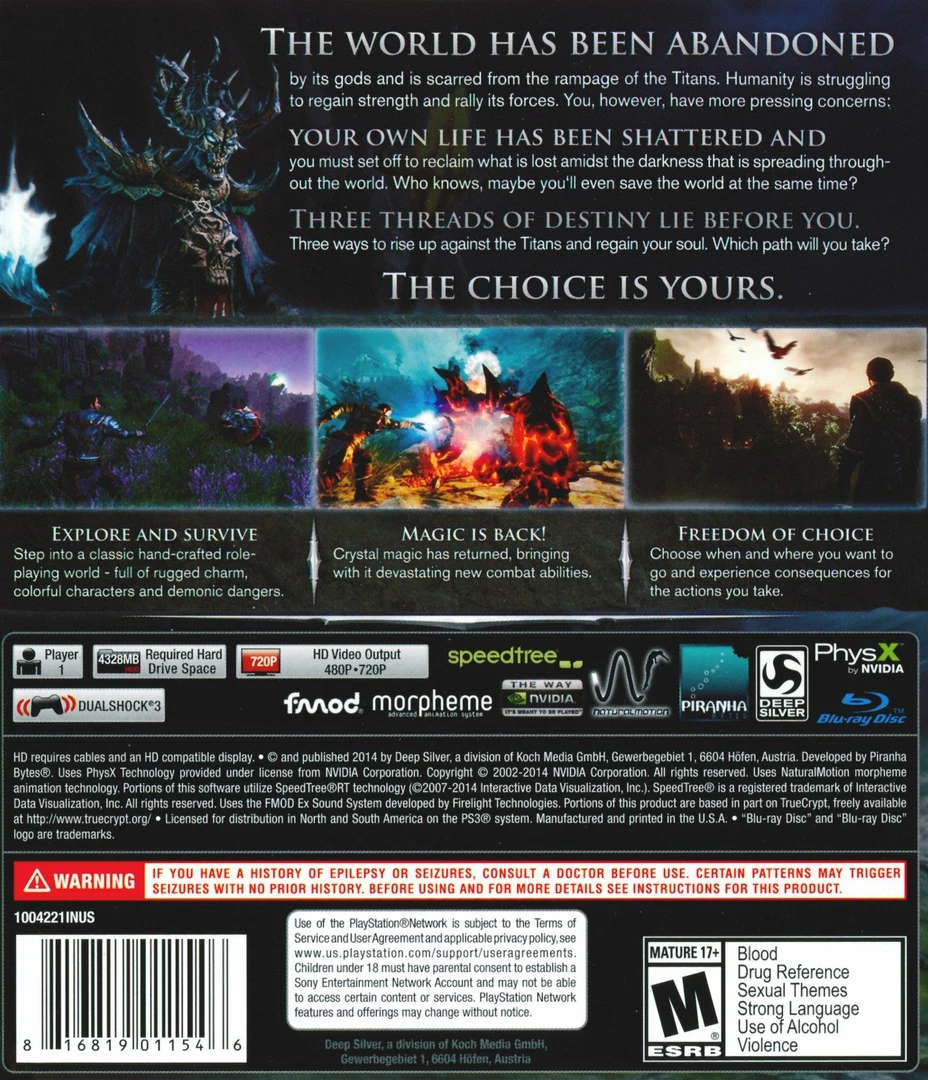 THE WORLD HAS BEEN ABANDONED
by its gods and is scarred from the rampage of the Titans. Humanity is struggling
to regain strength and rally its forces. You, however, have more pressing concerns:
YOUR OWN LIFE HAS BEEN SHATTERED AND
you must set off to reclaim what is lost amidst the darkness that is spreading through-
out the world. Who knows, maybe you'll even save the world at the same time?
THREE THREADS OF DESTINY LIE BEFORE YOU.
Three ways to rise up against the Titans and regain your soul. Which path will you take?
THE CHOICE IS YOURS.
EXPLORE AND SURVIVE
Step into a classic hand-crafted role-
playing world - full of rugged charm,
colorful characters and demonic dangers.
MAGIC IS BACK!
Crystal magic has returned, bringing
with it devastating new combat abilities.
FREEDOM OF CHOICE
Choose when and where you want to
go and experience consequences for
the actions you take.
Player
1
4328MB
Required Hard
Drive Space
720P
HD Video Output
480P•720P
speedtree
PhysX™
by NVIDIA
DUALSHOCK®3
fmod
morpheme
advanced animation system
THE WAY
NVIDIA
IT'S MEANT TO BE PLAYED
naturalmotion
PIRANHA
BYTES
DEEP
SILVER
Blu-ray Disc™
HD requires cables and an HD compatible display. • © and published 2014 by Deep Silver, a division of Koch Media GmbH, Gewerbegebiet 1, 6604 Höfen, Austria. Developed by Piranha
Bytes®. Uses PhysX Technology provided under license from NVIDIA Corporation. Copyright © 2002-2014 NVIDIA Corporation. All rights reserved. Uses NaturalMotion morpheme
animation technology. Portions of this software utilize SpeedTree®RT technology (©2007-2014 Interactive Data Visualization, Inc.). SpeedTree® is a registered trademark of Interactive
Data Visualization, Inc. All rights reserved. Uses the FMOD Ex Sound System developed by Firelight Technologies. Portions of this product are based in part on TrueCrypt, freely available
at http://www.truecrypt.org/ • Licensed for distribution in North and South America on the PS3® system. Manufactured and printed in the U.S.A. • "Blu-ray Disc" and "Blu-ray Disc"
logo are trademarks.
WARNING
IF YOU HAVE A HISTORY OF EPILEPSY OR SEIZURES, CONSULT A DOCTOR BEFORE USE. CERTAIN PATTERNS MAY TRIGGER
SEIZURES WITH NO PRIOR HISTORY. BEFORE USING AND FOR MORE DETAILS SEE INSTRUCTIONS FOR THIS PRODUCT.
1004221INUS
8 16819 01154 6
Use of the PlayStation®Network is subject to the Terms of
Service and User Agreement and applicable privacy policy, see
www.us.playstation.com/support/useragreements.
Children under 18 must have parental consent to establish a
Sony Entertainment Network Account and may not be able
to access certain content or services. PlayStation Network
features and offerings may change without notice.
Deep Silver, a division of Koch Media GmbH,
Gewerbegebiet 1, 6604 Höfen, Austria
MATURE 17+
M
®
ESRB
Blood
Drug Reference
Sexual Themes
Strong Language
Use of Alcohol
Violence